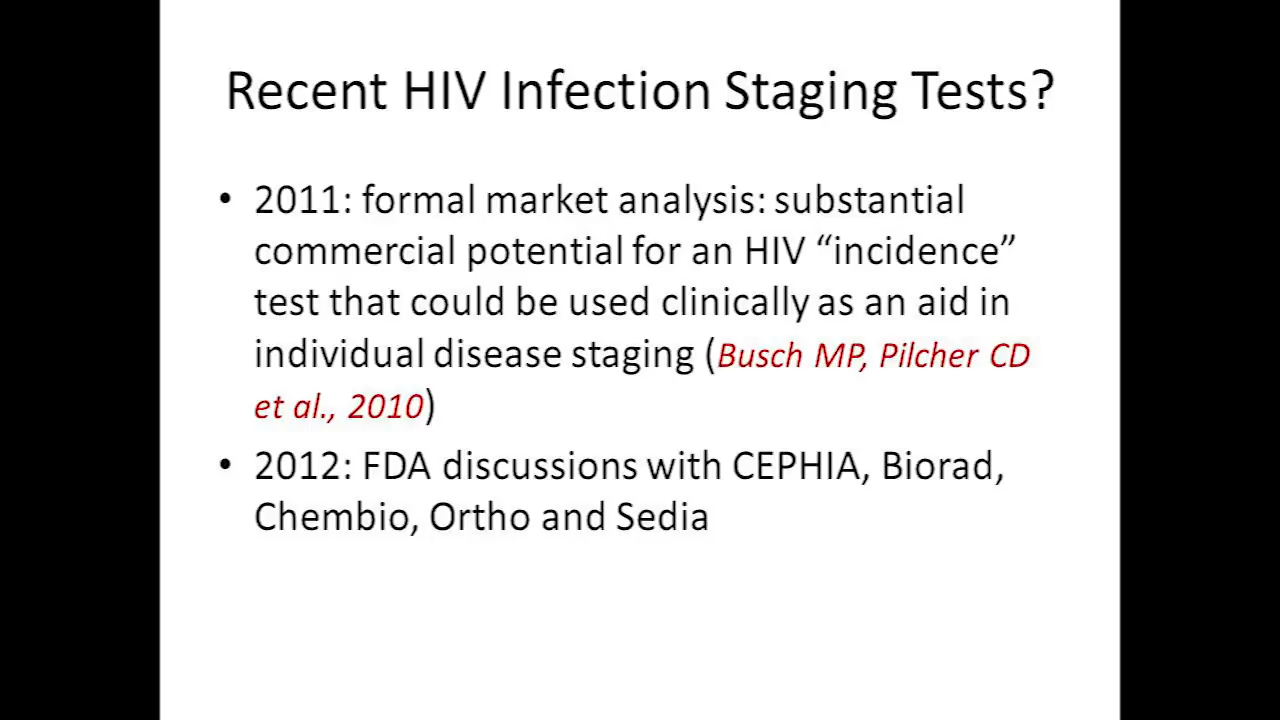 Recent HIV Infection Staging Tests?
• 2011: formal market analysis: substantial
commercial potential for an HIV “incidence”
test that could be used clinically as an aid in
individual disease staging (Busch MP, Pilcher CD
et al., 2010)
• 2012: FDA discussions with CEPHIA, Biorad,
Chembio, Ortho and Sedia